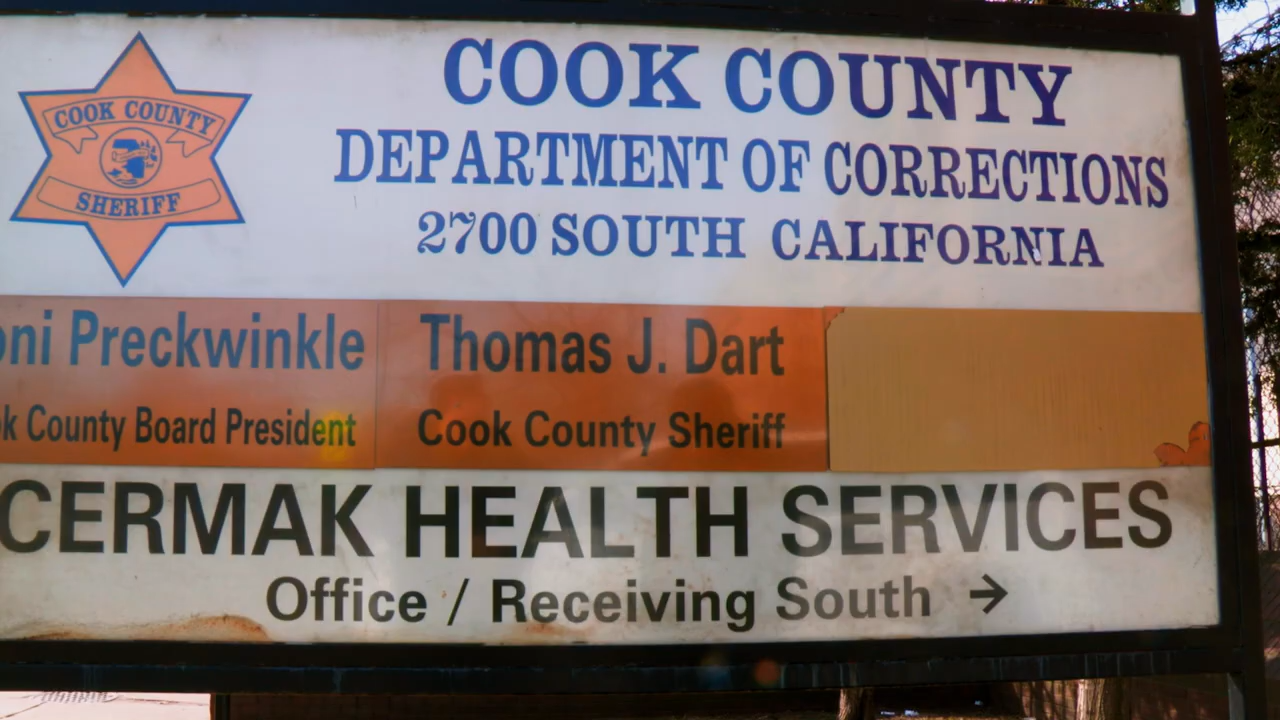 COOK COUNTY
SHERIFF
COOK COUNTY
DEPARTMENT OF CORRECTIONS
2700 SOUTH CALIFORNIA
oni Preckwinkle
ok County Board President
Thomas J. Dart
Cook County Sheriff
CERMAK HEALTH SERVICES
Office / Receiving South →